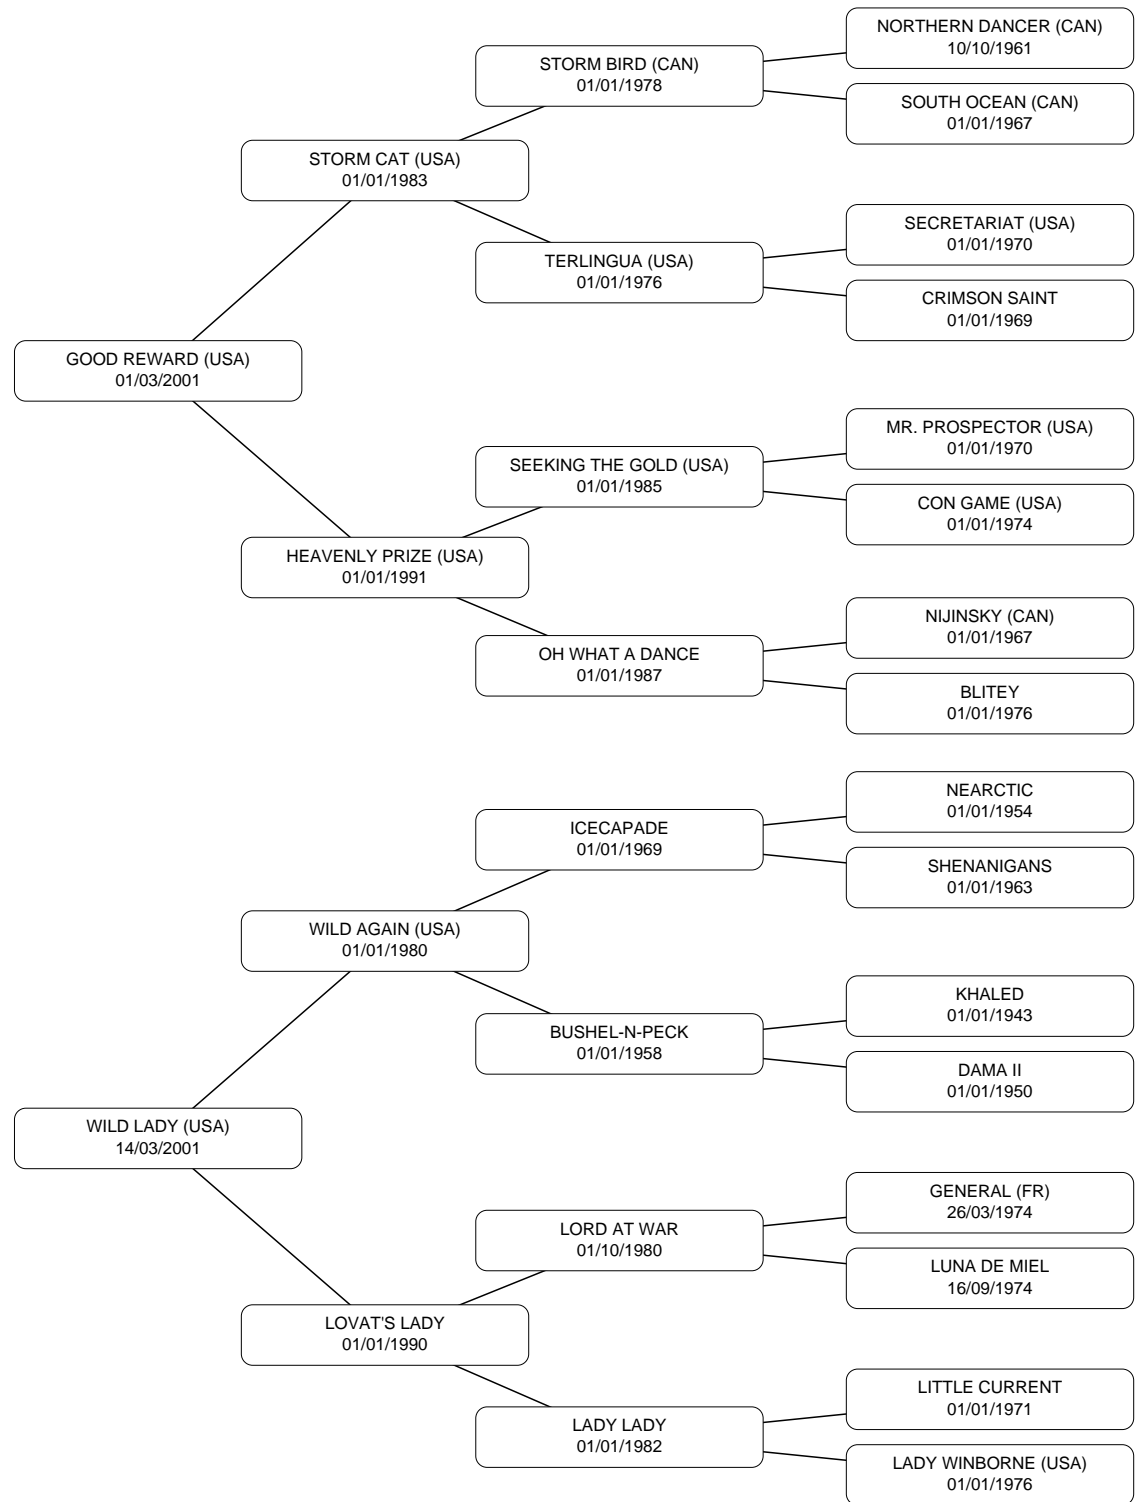 NORTHERN DANCER (CAN)
10/10/1961
STORM BIRD (CAN)
01/01/1978
SOUTH OCEAN (CAN)
01/01/1967
STORM CAT (USA)
01/01/1983
SECRETARIAT (USA)
01/01/1970
TERLINGUA (USA)
01/01/1976
CRIMSON SAINT
01/01/1969
GOOD REWARD (USA)
01/03/2001
MR. PROSPECTOR (USA)
01/01/1970
SEEKING THE GOLD (USA)
01/01/1985
CON GAME (USA)
01/01/1974
HEAVENLY PRIZE (USA)
01/01/1991
NIJINSKY (CAN)
01/01/1967
OH WHAT A DANCE
01/01/1987
BLITEY
01/01/1976
NEARCTIC
01/01/1954
ICECAPADE
01/01/1969
SHENANIGANS
01/01/1963
WILD AGAIN (USA)
01/01/1980
KHALED
01/01/1943
BUSHEL-N-PECK
01/01/1958
DAMA II
01/01/1950
WILD LADY (USA)
14/03/2001
GENERAL (FR)
26/03/1974
LORD AT WAR
01/10/1980
LUNA DE MIEL
16/09/1974
LOVAT'S LADY
01/01/1990
LITTLE CURRENT
01/01/1971
LADY LADY
01/01/1982
LADY WINBORNE (USA)
01/01/1976